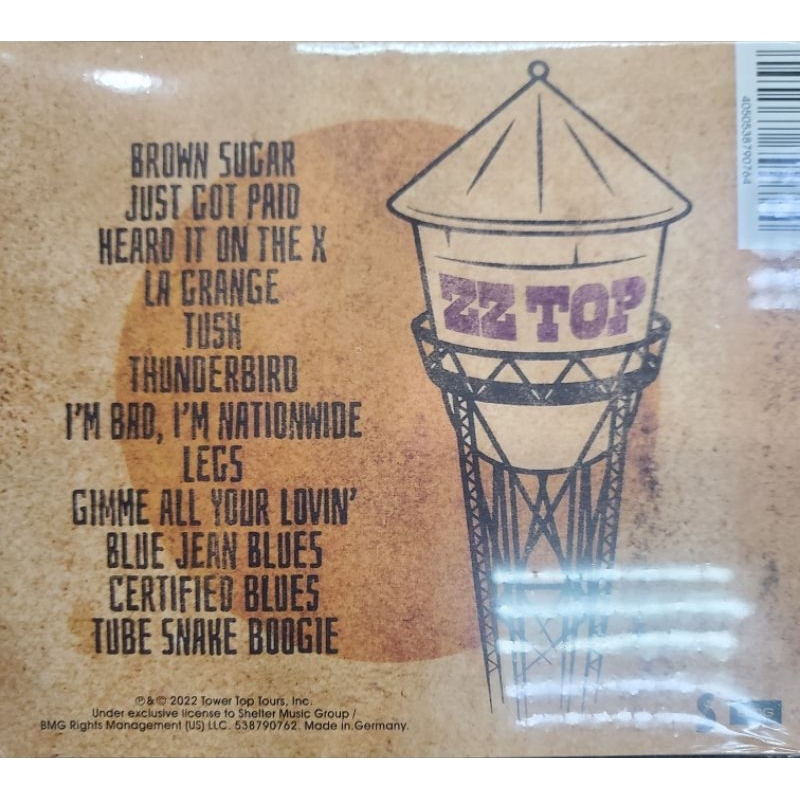 BROWN SUGAR
JUST GOT PAID
HEARD IT ON THE X
LA GRANGE
TUSH
THUNDERBIRD
I'M BAD, I'M NATIONWIDE
LEGS
GIMME ALL YOUR LOVIN'
BLUE JEAN BLUES
CERTIFIED BLUES
TUBE SNAKE BOOGIE
ZZ TOP
4050538790764
℗ & © 2022 Tower Top Tours, Inc.
Under exclusive license to Shelter Music Group /
BMG Rights Management (US) LLC. 538790762. Made in Germany.